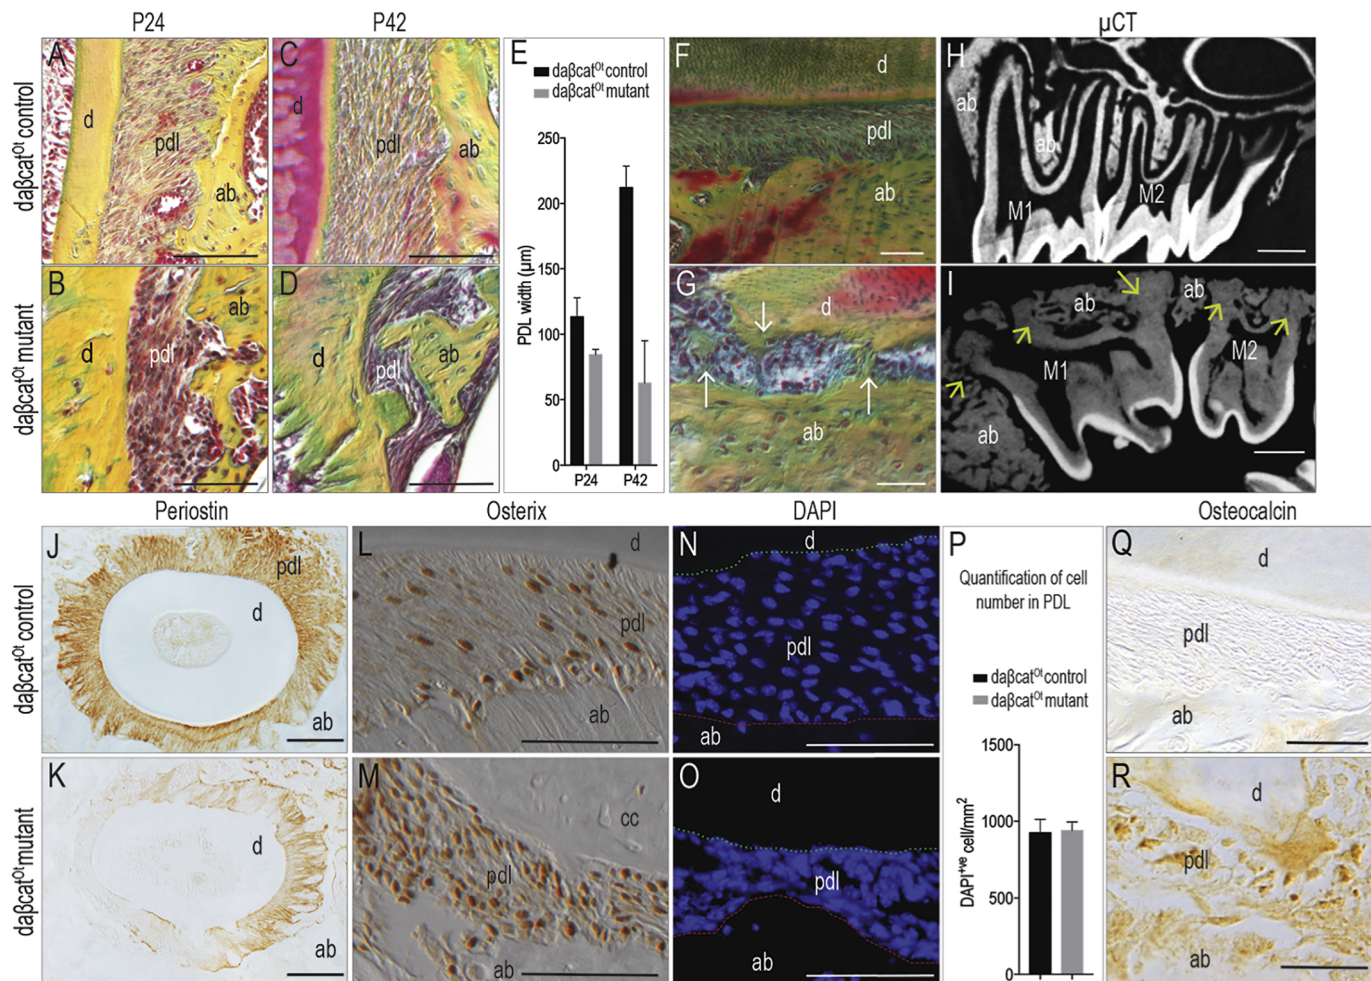 P24
P42
μCT
daβcatOt control
A
d
pdl
ab
C
d
pdl
ab
E
daβcatOt control
daβcatOt mutant
PDL width (μm)
250
200
150
100
50
0
P24
P42
F
d
pdl
ab
H
ab
ab
M1
M2
daβcatOt mutant
B
d
pdl
ab
D
d
pdl
ab
G
d
ab
I
ab
ab
M1
M2
ab
Periostin
Osterix
DAPI
Osteocalcin
daβcatOt control
J
pdl
d
ab
L
d
pdl
ab
N
d
pdl
ab
P
Quantification of cell
number in PDL
daβcatOt control
daβcatOt mutant
DAPI+ve cell/mm2
1500
1000
500
0
Q
d
pdl
ab
daβcatOt mutant
K
d
ab
M
cc
pdl
ab
O
d
pdl
ab
R
d
pdl
ab